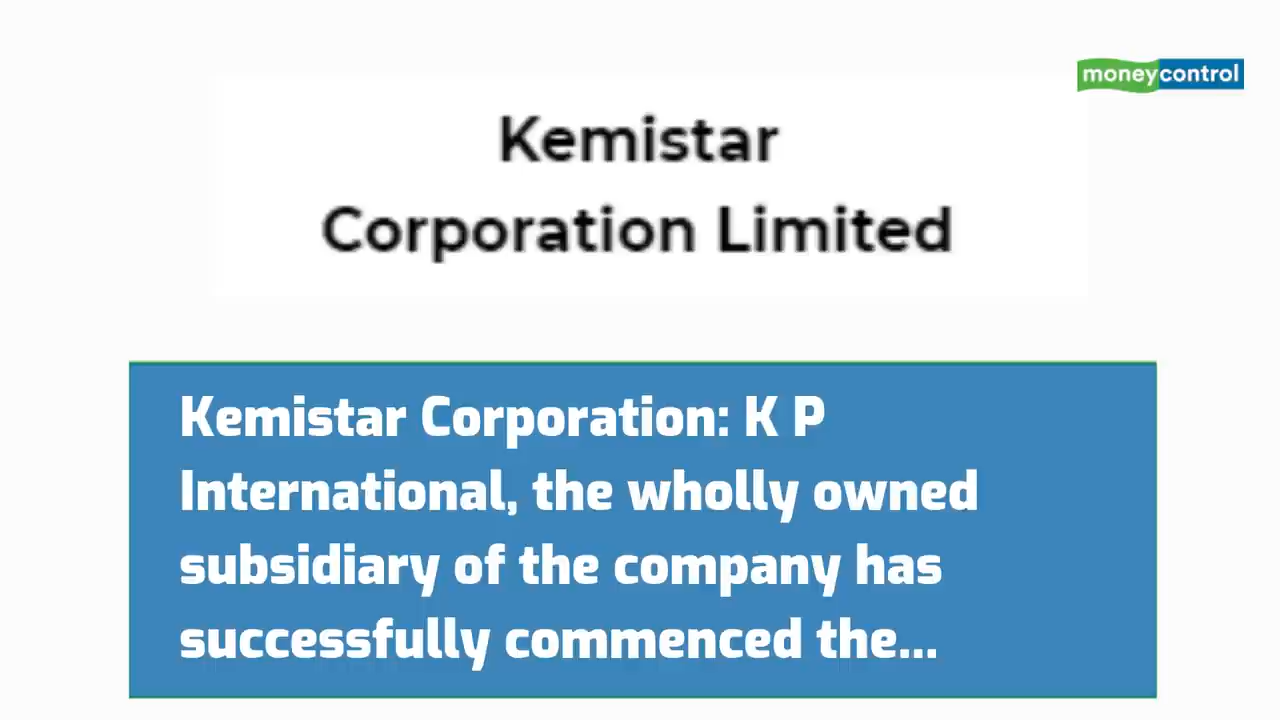 moneycontrol
Kemistar
Corporation Limited
Kemistar Corporation: K P
International, the wholly owned
subsidiary of the company has
successfully commenced the...